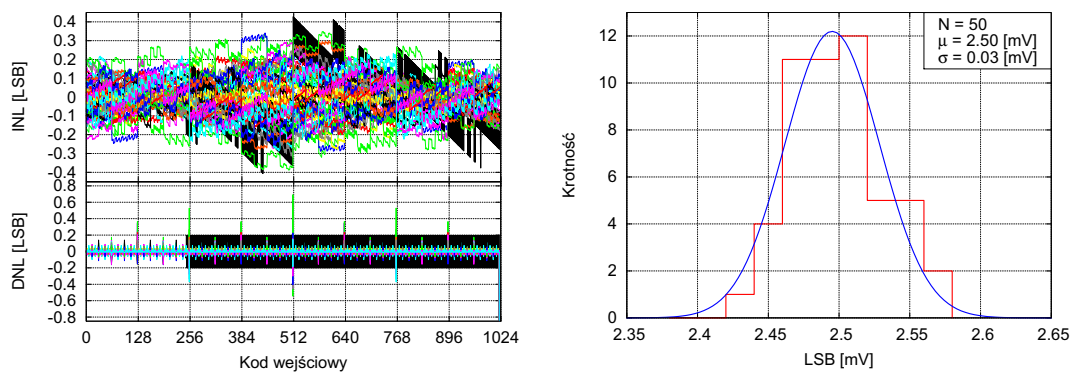 INL [LSB]
0.4
0.3
0.2
0.1
0
-0.1
-0.2
-0.3
-0.4
DNL [LSB]
0.8
0.6
0.4
0.2
0
-0.2
-0.4
-0.6
-0.8
0 128 256 384 512 640 768 896 1024
Kod wejściowy
Krotność
12
10
8
6
4
2
0
N = 50
μ = 2.50 [mV]
σ = 0.03 [mV]
2.35 2.4 2.45 2.5 2.55 2.6 2.65
LSB [mV]